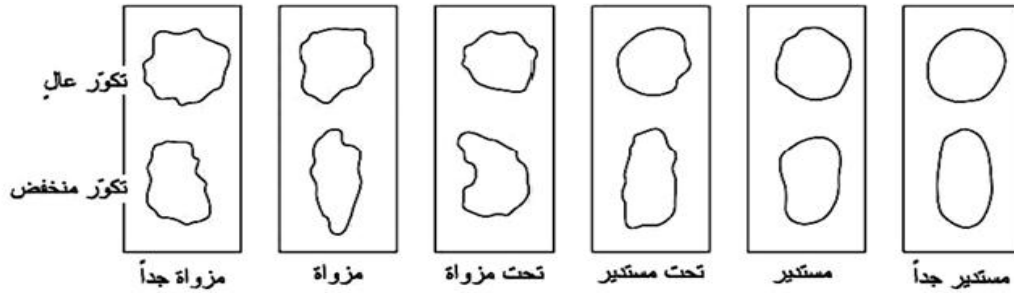 تكوّر عالٍ
تكوّر منخفض
مستدير جداً
مستدير
تحت مستدير
تحت مزواة
مزواة
مزواة جداً